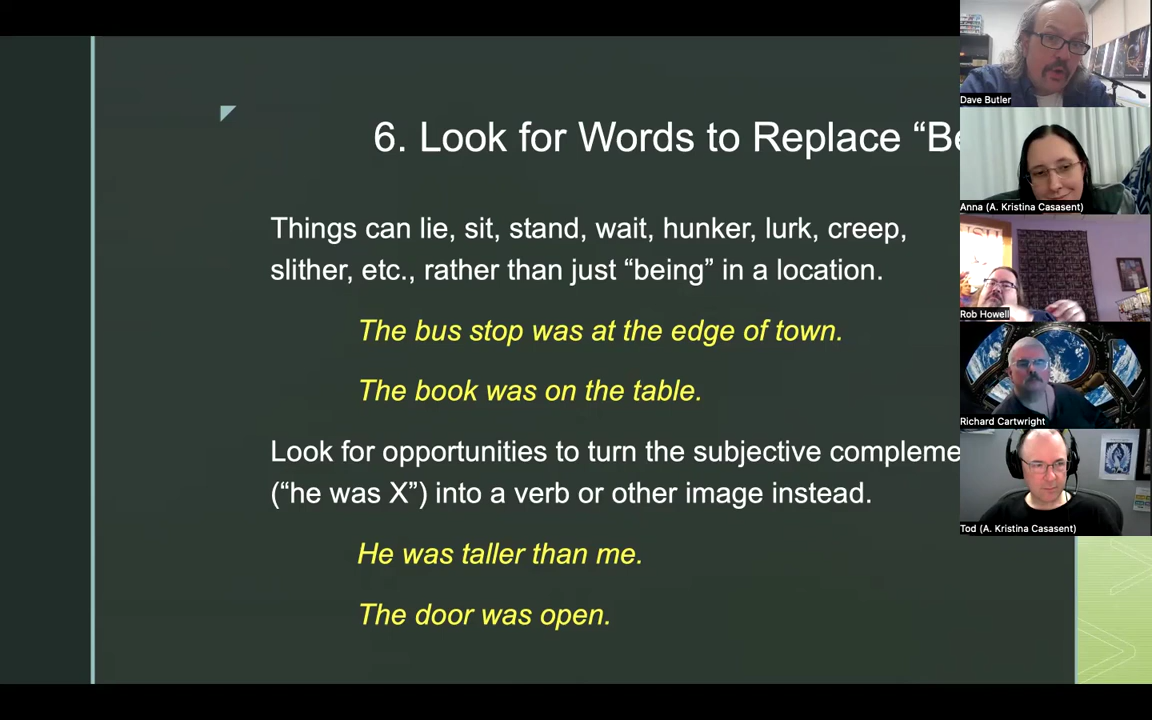 6. Look for Words to Replace “Be
Things can lie, sit, stand, wait, hunker, lurk, creep,
slither, etc., rather than just “being” in a location.
The bus stop was at the edge of town.
The book was on the table.
Look for opportunities to turn the subjective compleme
(“he was X”) into a verb or other image instead.
He was taller than me.
The door was open.
Dave Butler
Anna (A. Kristina Casasent)
Rob Howell
Richard Cartwright
Tod (A. Kristina Casasent)